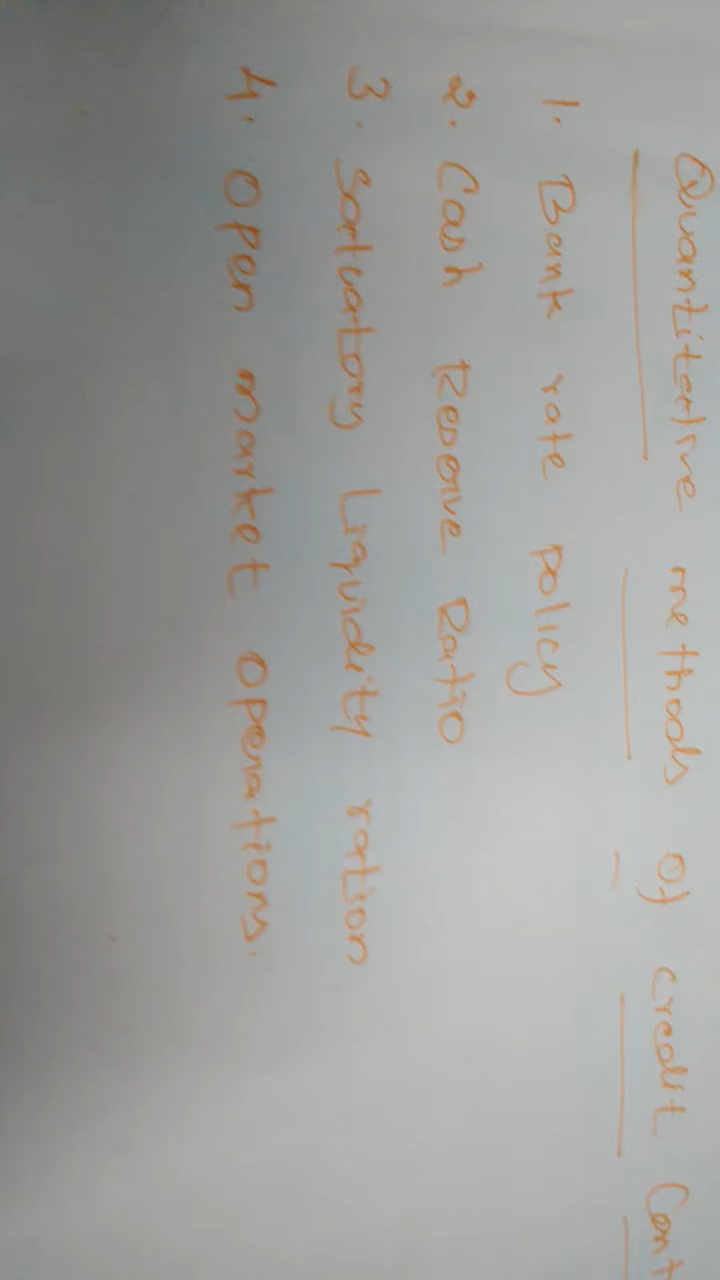 Quantitative methods of credit Cont
1. Bank rate policy
2. Cash Reserve Ratio
3. Sartuatory Liquidity ration
4. Open market operations.